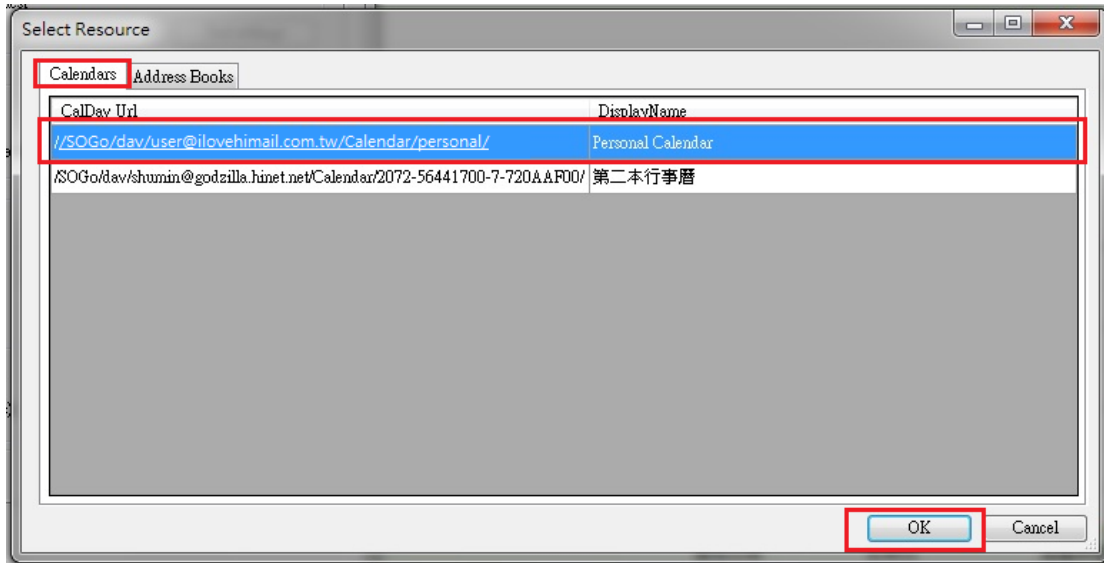 Select Resource
Calendars Address Books
CalDav Url DisplayName
//SOGo/dav/user@ilovehimail.com.tw/Calendar/personal/ Personal Calendar
/SOGo/dav/shumin@godzilla.hinet.net/Calendar/2072-56441700-7-720AAF00/ 第二本行事曆
OK Cancel